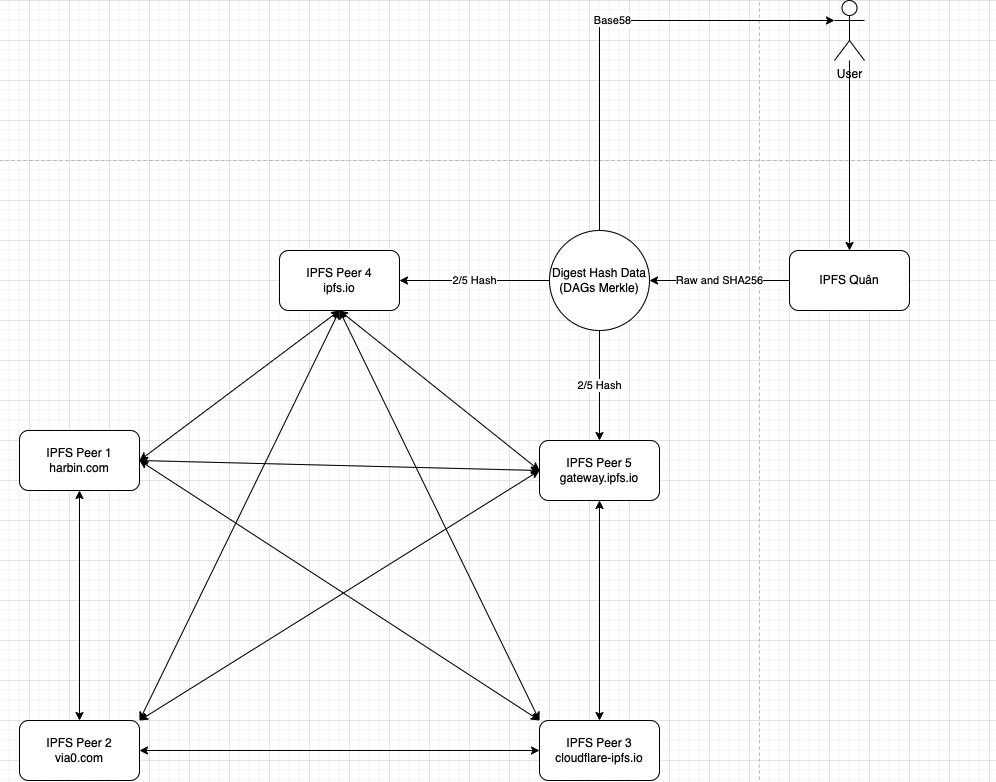 Base58
User
IPFS Peer 4
ipfs.io
2/5 Hash
Digest Hash Data
(DAGs Merkle)
Raw and SHA256
IPFS Quân
2/5 Hash
IPFS Peer 1
harbin.com
IPFS Peer 5
gateway.ipfs.io
IPFS Peer 2
via0.com
IPFS Peer 3
cloudflare-ipfs.io